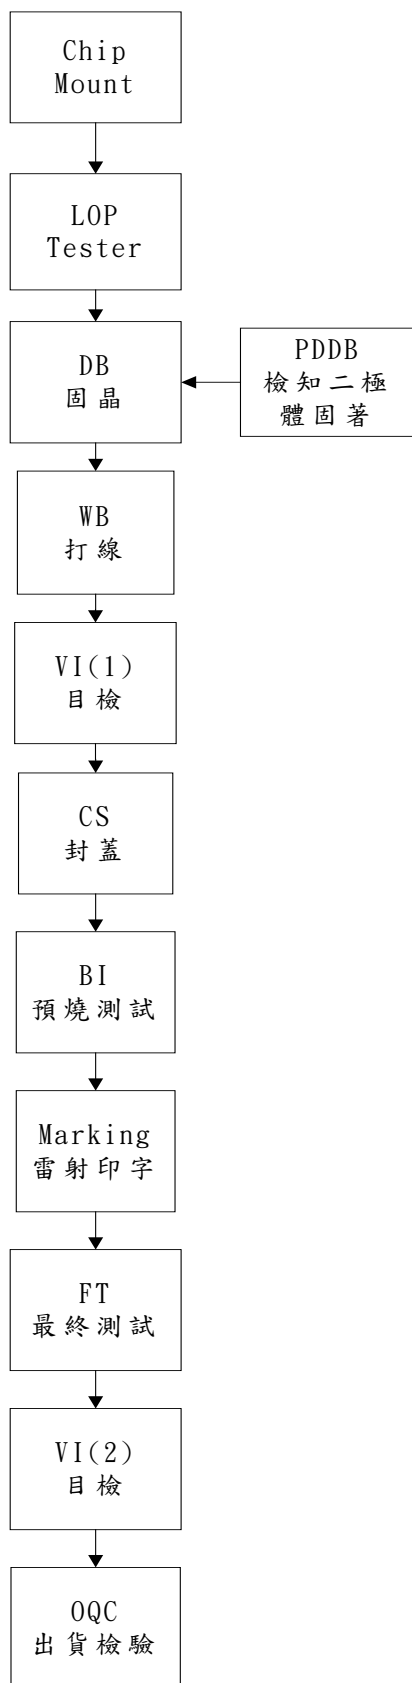 Chip
Mount
LOP
Tester
DB
固晶
PDDB
檢知二極
體固著
WB
打線
VI(1)
目檢
CS
封蓋
BI
預燒測試
Marking
雷射印字
FT
最終測試
VI(2)
目檢
OQC
出貨檢驗